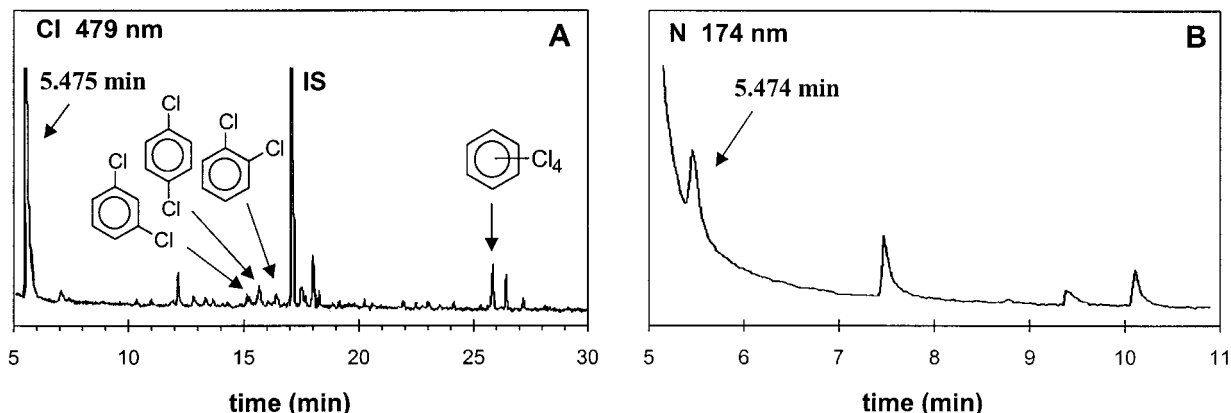 Cl 479 nm
A
5.475 min
IS
Cl
Cl
Cl
Cl
Cl
Cl
Cl4
5 10 15 20 25 30
time (min)
N 174 nm
B
5.474 min
5 6 7 8 9 10 11
time (min)